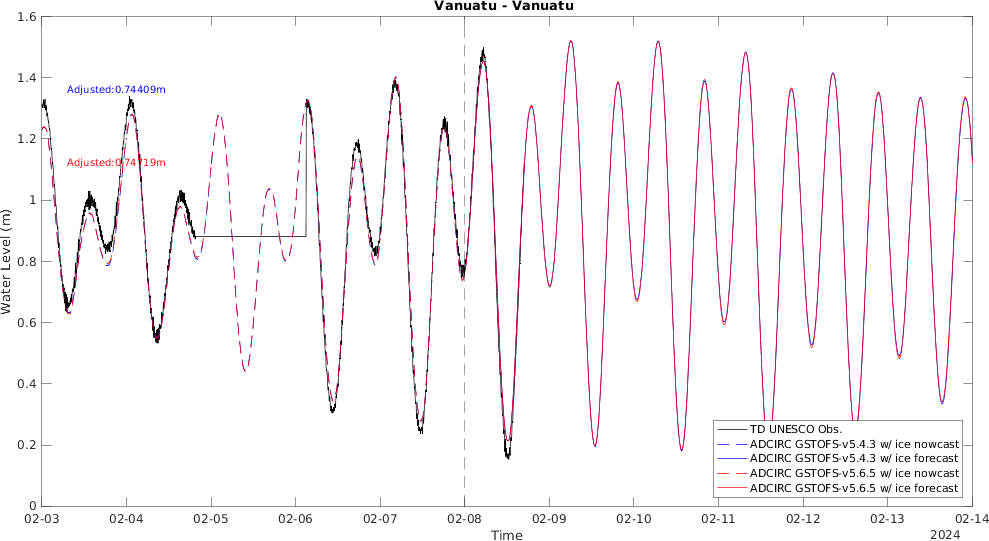 Vanuatu - Vanuatu
1.6
1.4
1.2
1
0.8
0.6
0.4
0.2
0
Water Level (m)
Adjusted:0.74409m
Adjusted:0.74719m
TD UNESCO Obs.
ADCIRC GSTOFS-v5.4.3 w/ ice nowcast
ADCIRC GSTOFS-v5.4.3 w/ ice forecast
ADCIRC GSTOFS-v5.6.5 w/ ice nowcast
ADCIRC GSTOFS-v5.6.5 w/ ice forecast
02-03 02-04 02-05 02-06 02-07 02-08 02-09 02-10 02-11 02-12 02-13 02-14
Time
2024